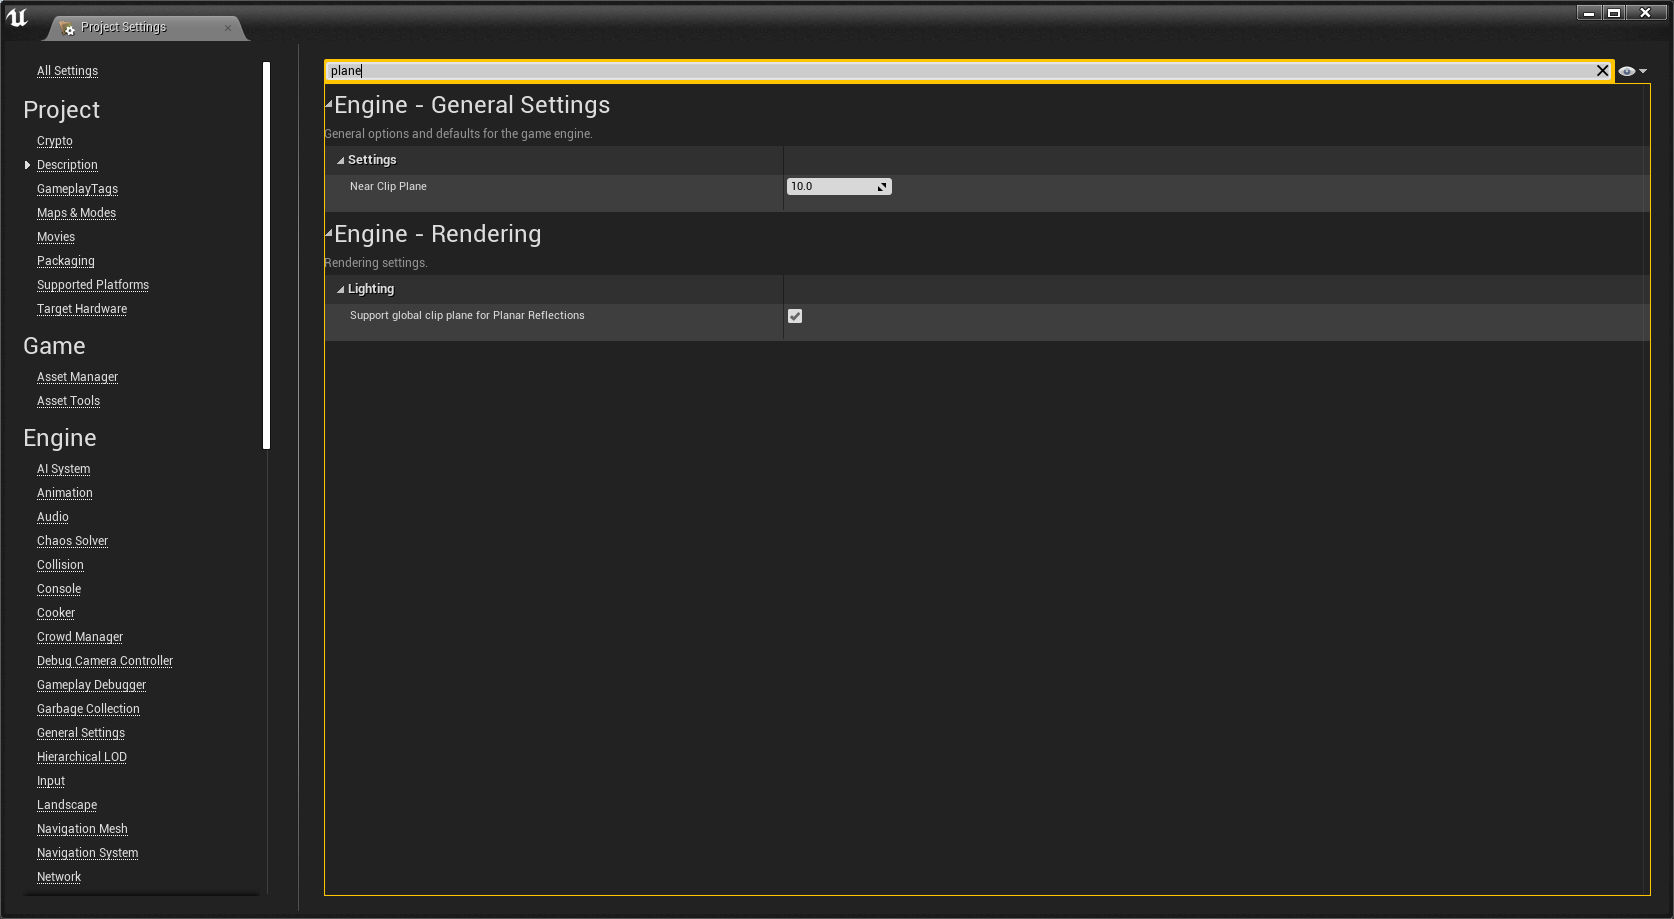 Project Settings
All Settings
Project
Crypto
Description
GameplayTags
Maps & Modes
Movies
Packaging
Supported Platforms
Target Hardware
Game
Asset Manager
Asset Tools
Engine
AI System
Animation
Audio
Chaos Solver
Collision
Console
Cooker
Crowd Manager
Debug Camera Controller
Gameplay Debugger
Garbage Collection
General Settings
Hierarchical LOD
Input
Landscape
Navigation Mesh
Navigation System
Network
plane
Engine - General Settings
General options and defaults for the game engine.
Settings
Near Clip Plane 10.0
Engine - Rendering
Rendering settings.
Lighting
Support global clip plane for Planar Reflections